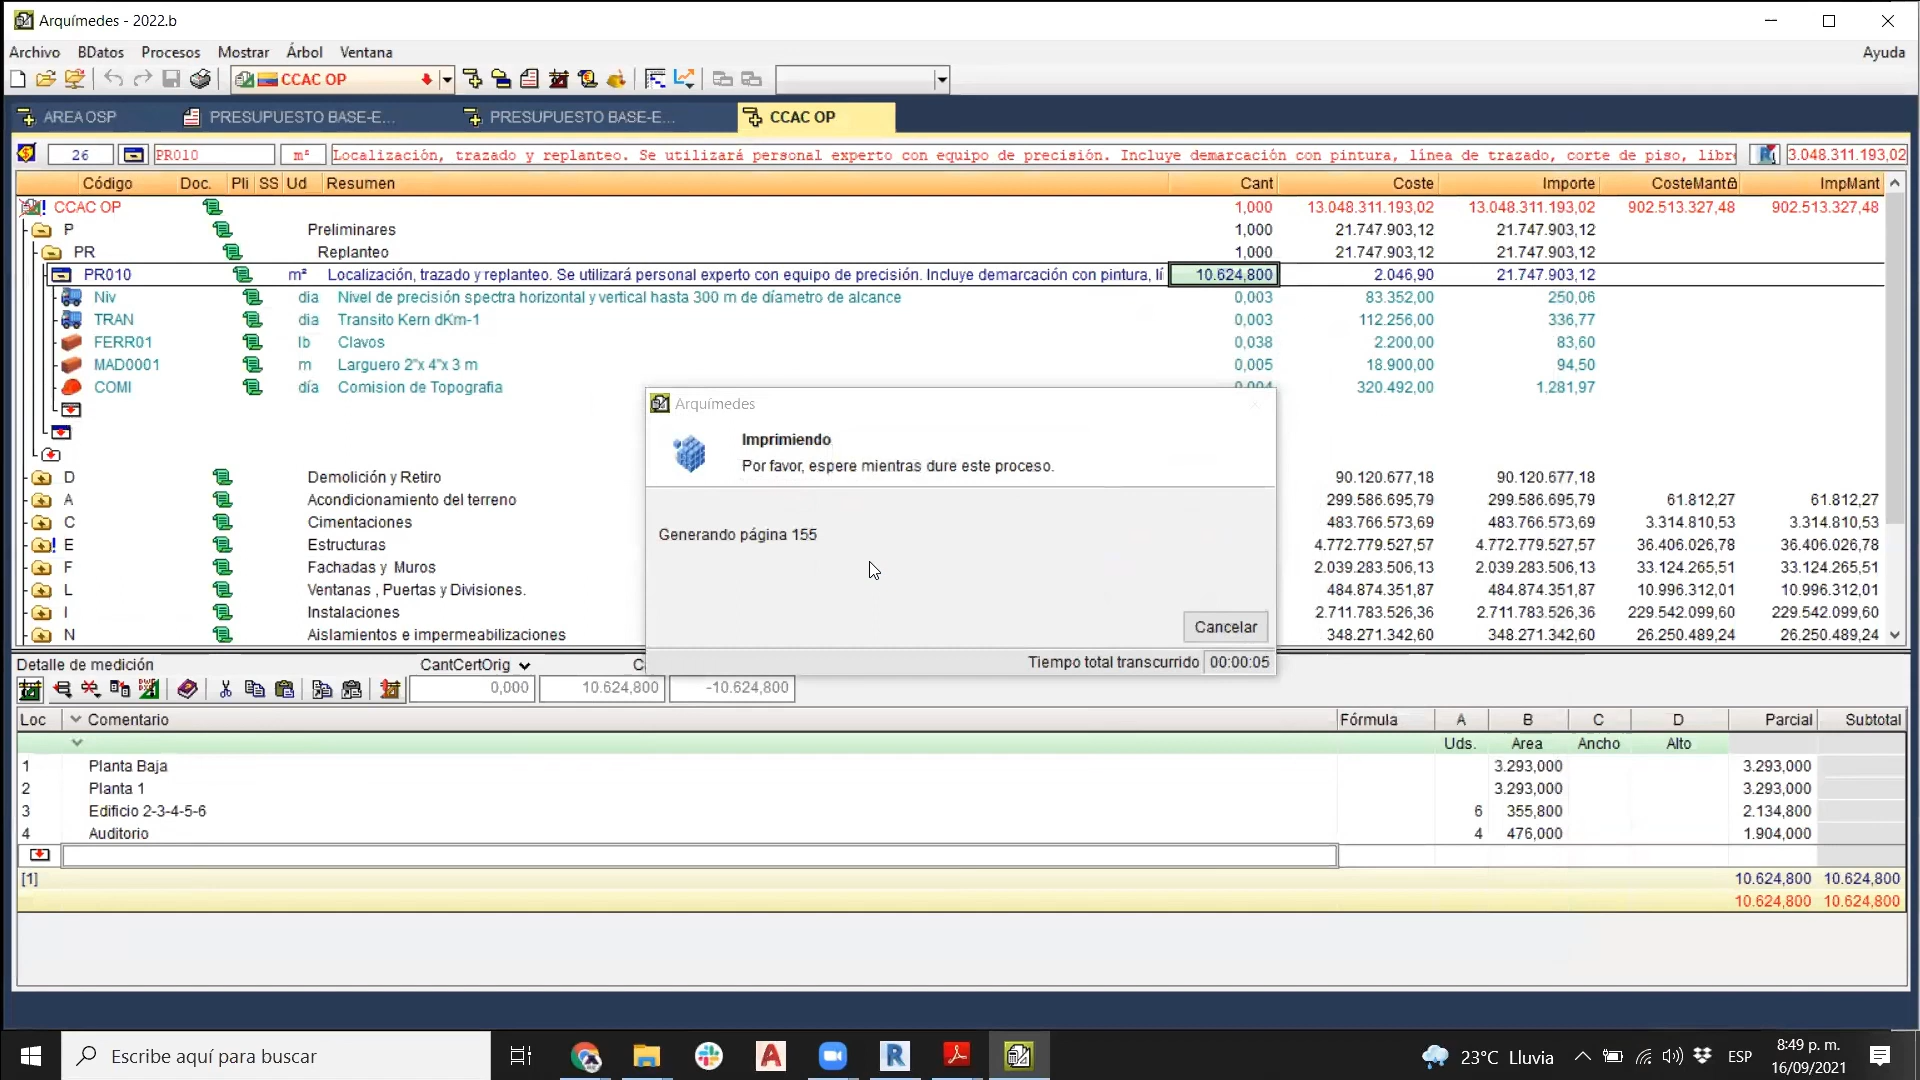 Arquímedes - 2022.b
Archivo BDatos Procesos Mostrar Árbol Ventana Ayuda
CCAC OP
AREA OSP PRESUPUESTO BASE-E... PRESUPUESTO BASE-E... CCAC OP
26 PR010 m² Localización, trazado y replanteo. Se utilizará personal experto con equipo de precisión. Incluye demarcación con pintura, línea de trazado, corte de piso, libre 3.048.311.193,02
Código Doc. Pli SS Ud Resumen Cant Coste Importe CosteMant ImpMant
CCAC OP 1,000 13.048.311.193,02 13.048.311.193,02 902.513.327,48 902.513.327,48
P Preliminares 1,000 21.747.903,12 21.747.903,12
PR Replanteo 1,000 21.747.903,12 21.747.903,12
PR010 m² Localización, trazado y replanteo. Se utilizará personal experto con equipo de precisión. Incluye demarcación con pintura, lí 10.624,800 2.046,90 21.747.903,12
Niv dia Nivel de precisión spectra horizontal y vertical hasta 300 m de díametro de alcance 0,003 83.352,00 250,06
TRAN dia Transito Kern dKm-1 0,003 112.256,00 336,77
FERR01 lb Clavos 0,038 2.200,00 83,60
MAD0001 m Larguero 2"x 4"x 3 m 0,005 18.900,00 94,50
COMI día Comision de Topografia 0,004 320.492,00 1.281,97
D Demolición y Retiro 90.120.677,18 90.120.677,18
A Acondicionamiento del terreno 299.586.695,79 299.586.695,79 61.812,27 61.812,27
C Cimentaciones 483.766.573,69 483.766.573,69 3.314.810,53 3.314.810,53
E Estructuras 4.772.779.527,57 4.772.779.527,57 36.406.026,78 36.406.026,78
F Fachadas y Muros 2.039.283.506,13 2.039.283.506,13 33.124.265,51 33.124.265,51
L Ventanas , Puertas y Divisiones. 484.874.351,87 484.874.351,87 10.996.312,01 10.996.312,01
I Instalaciones 2.711.783.526,36 2.711.783.526,36 229.542.099,60 229.542.099,60
N Aislamientos e impermeabilizaciones 348.271.342,60 348.271.342,60 26.250.489,24 26.250.489,24
Arquímedes
Imprimiendo
Por favor, espere mientras dure este proceso.
Generando página 155
Cancelar
Tiempo total transcurrido 00:00:05
Detalle de medición CantCertOrig C
0,000 10.624,800 -10.624,800
Loc Comentario Fórmula A B C D Parcial Subtotal
Uds. Area Ancho Alto
1 Planta Baja 3.293,000 3.293,000
2 Planta 1 3.293,000 3.293,000
3 Edificio 2-3-4-5-6 6 355,800 2.134,800
4 Auditorio 4 476,000 1.904,000
[1] 10.624,800 10.624,800
10.624,800 10.624,800
Escribe aquí para buscar
23°C Lluvia ESP 8:49 p. m.
16/09/2021